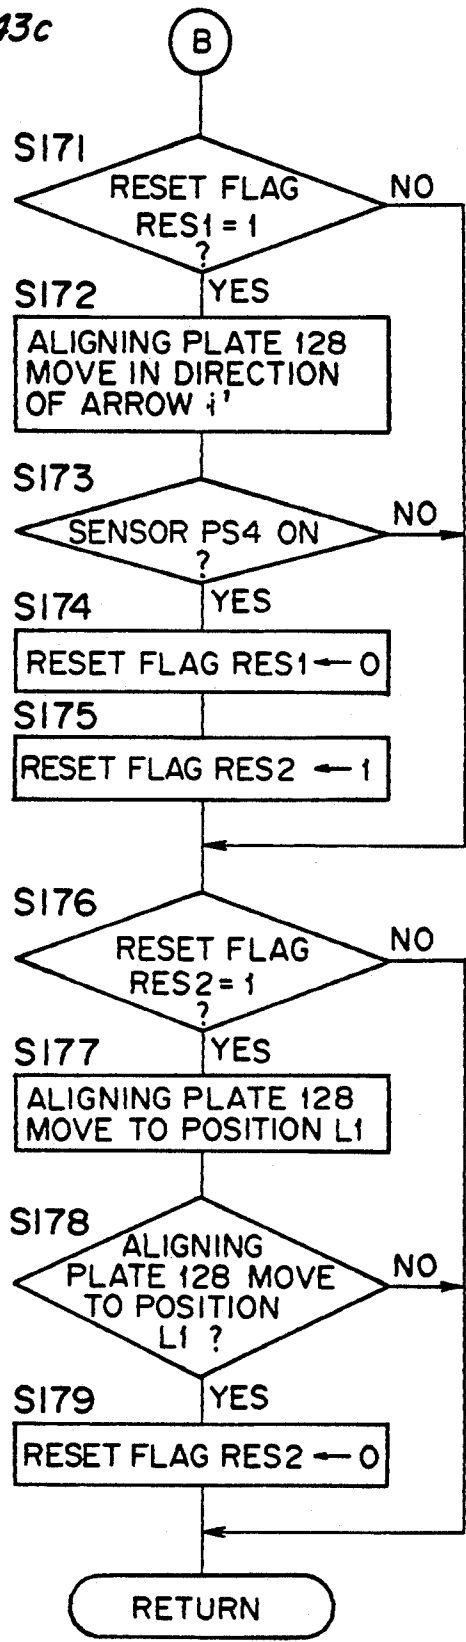 43c
B
S171
RESET FLAG
RES1 = 1
?
NO
YES
S172
ALIGNING PLATE 128
MOVE IN DIRECTION
OF ARROW i'
S173
SENSOR PS4 ON
?
NO
YES
S174
RESET FLAG RES1 ← 0
S175
RESET FLAG RES2 ← 1
S176
RESET FLAG
RES2 = 1
?
NO
YES
S177
ALIGNING PLATE 128
MOVE TO POSITION L1
S178
ALIGNING
PLATE 128 MOVE
TO POSITION
L1 ?
NO
YES
S179
RESET FLAG RES2 ← 0
RETURN